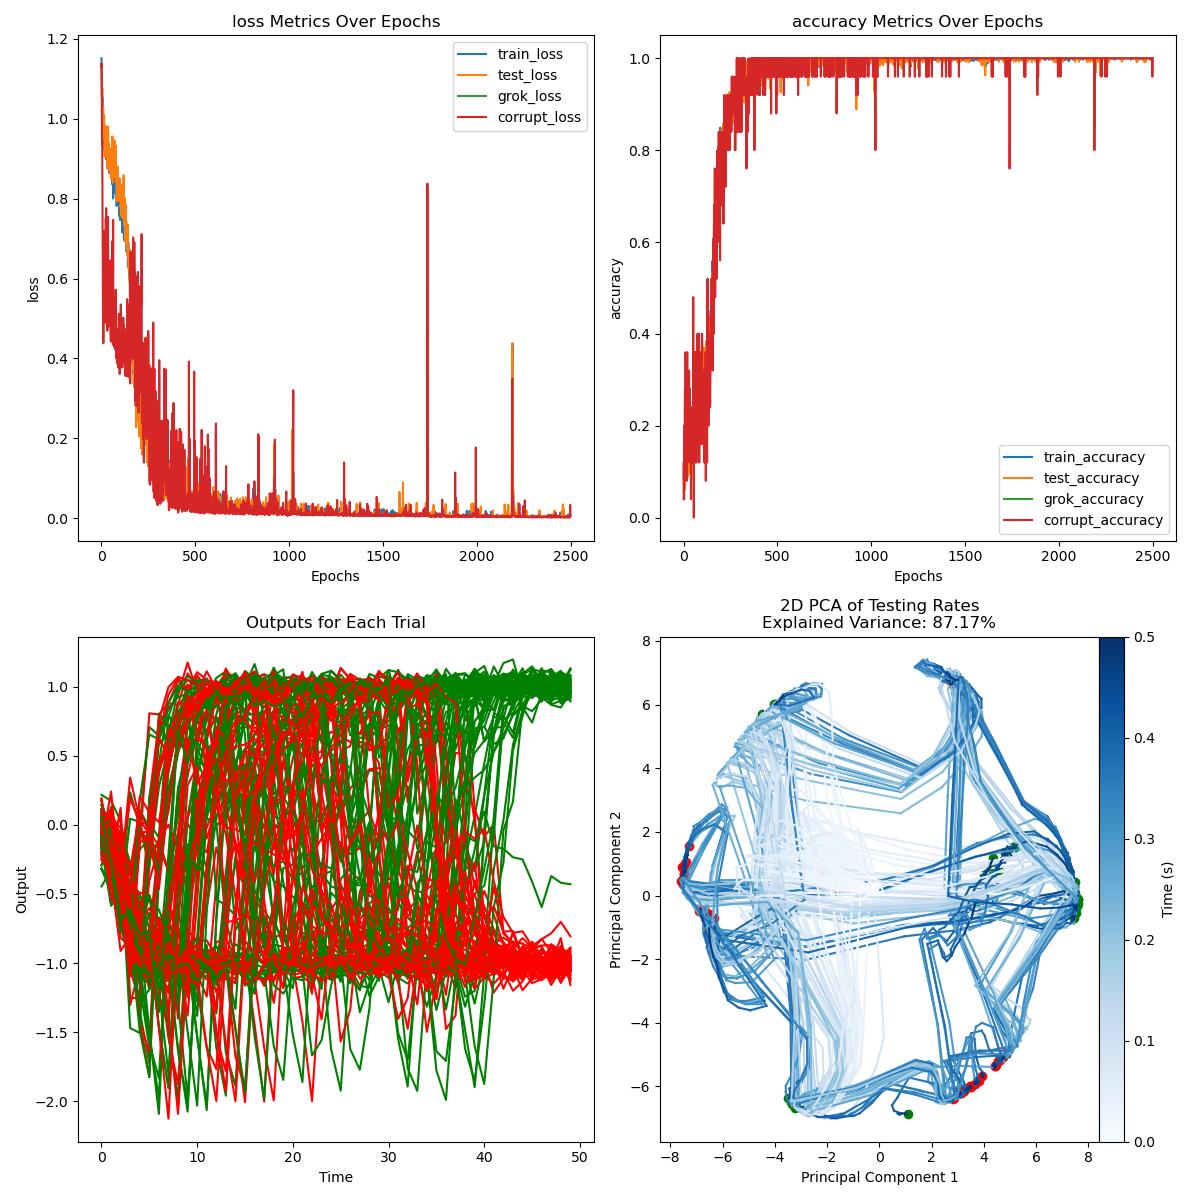 loss Metrics Over Epochs
1.2
1.0
0.8
0.6
0.4
0.2
0.0
loss
train_loss
test_loss
grok_loss
corrupt_loss
0 500 1000 1500 2000 2500
Epochs
accuracy Metrics Over Epochs
1.0
0.8
0.6
0.4
0.2
0.0
accuracy
train_accuracy
test_accuracy
grok_accuracy
corrupt_accuracy
0 500 1000 1500 2000 2500
Epochs
Outputs for Each Trial
1.0
0.5
0.0
−0.5
−1.0
−1.5
−2.0
Output
0 10 20 30 40 50
Time
2D PCA of Testing Rates
Explained Variance: 87.17%
8
6
4
2
0
−2
−4
−6
Principal Component 2
−8 −6 −4 −2 0 2 4 6 8
Principal Component 1
0.5
0.4
0.3
0.2
0.1
0.0
Time (s)